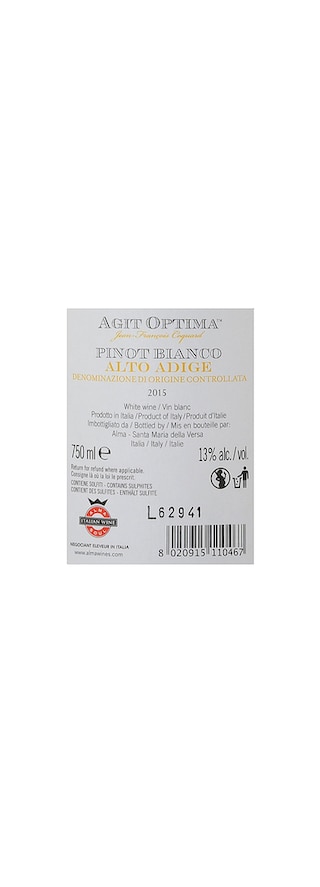 AGIT OPTIMA™
Jean-François Coquard
PINOT BIANCO
ALTO ADIGE
DENOMINAZIONE DI ORIGINE CONTROLLATA
2015
White wine / Vin blanc
Prodotto in Italia / Product of Italy / Produit d'Italie
Imbottigliato da / Bottled by / Mis en bouteille par:
Alma - Santa Maria della Versa
Italia / Italy / Italie
750 ml e 13% alc./ vol.
Return for refund where applicable.
Consigne là où la loi le prescrit.
CONTIENE SOLFITI - CONTAINS SULPHITES
CONTIENT DES SULFITES - ENTHÄLT SULFITE
ALMA
ITALIAN WINE
L62941
NEGOCIANT ELEVEUR IN ITALIA
www.almawines.com
8 020915 110467